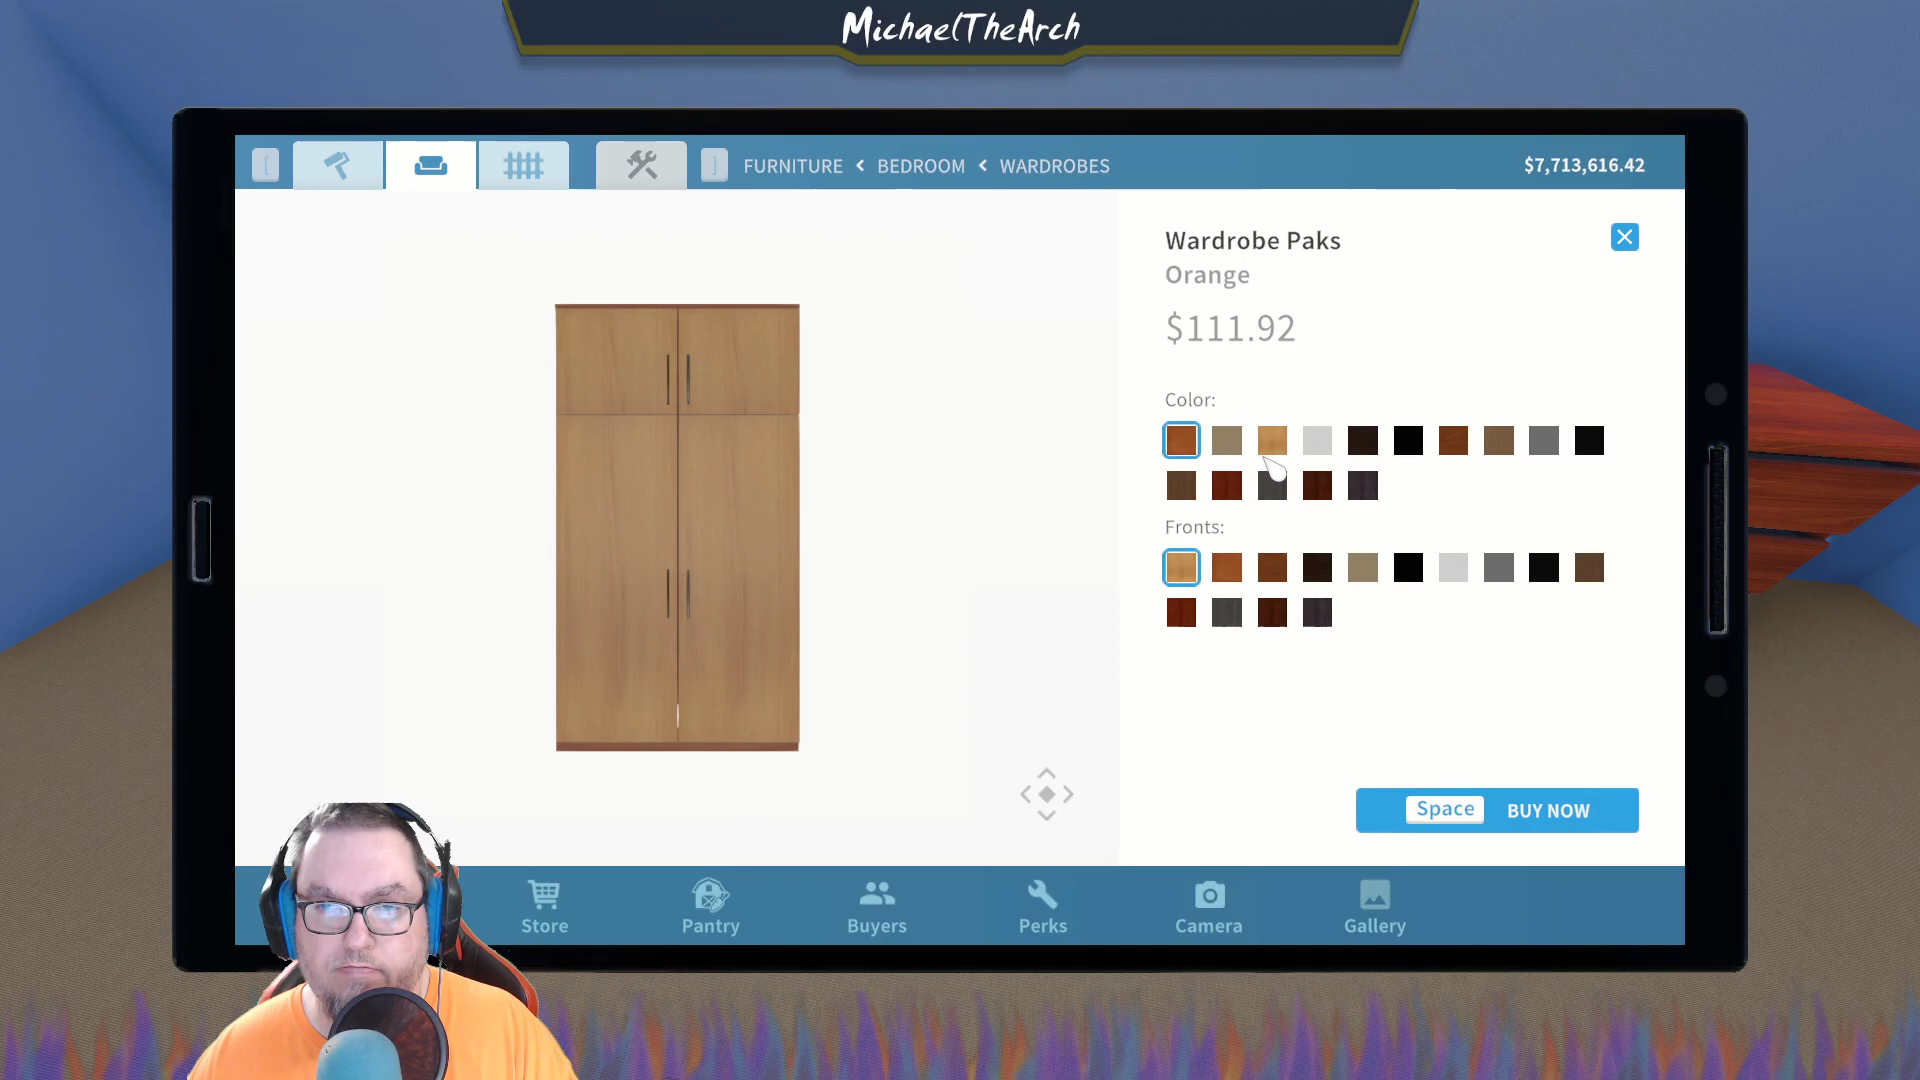 MichaelTheArch
[ ] FURNITURE < BEDROOM < WARDROBES $7,713,616.42
Wardrobe Paks
Orange
$111.92
Color:
Fronts:
Space BUY NOW
Store Pantry Buyers Perks Camera Gallery